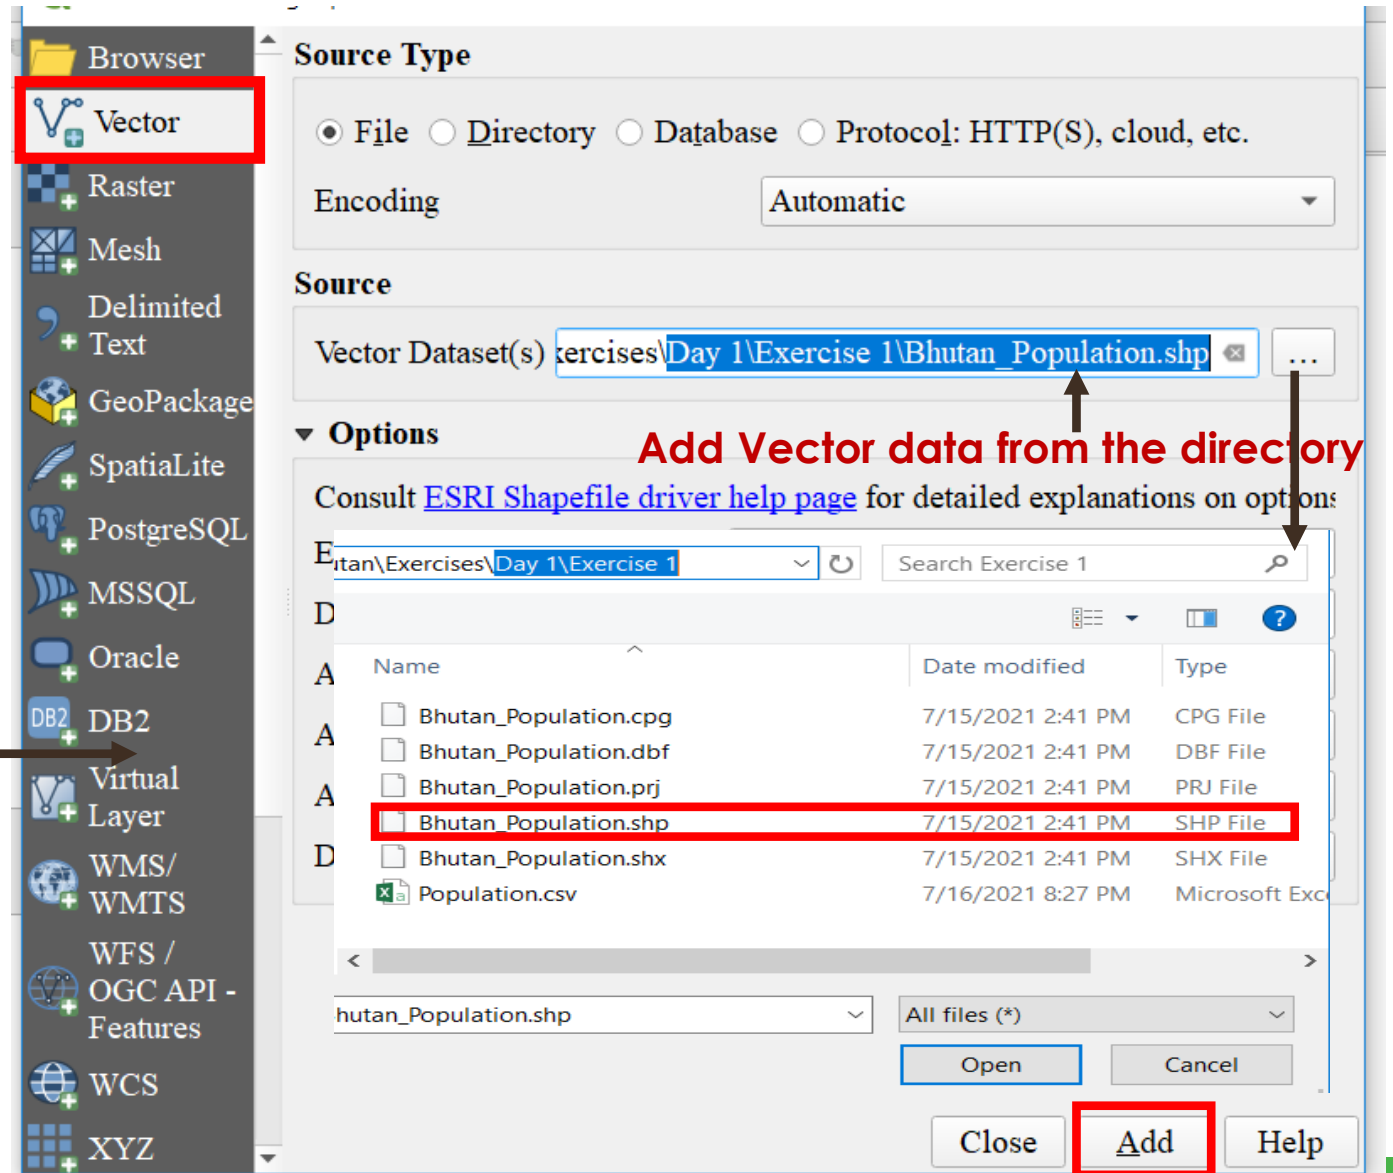 Browser
Vector
Raster
Mesh
Delimited
Text
GeoPackage
SpatiaLite
PostgreSQL
MSSQL
Oracle
DB2
DB2
Virtual
Layer
WMS/
WMTS
WFS /
OGC API -
Features
WCS
XYZ
Source Type
File Directory Database Protocol: HTTP(S), cloud, etc.
Encoding Automatic
Source
Vector Dataset(s) ercises\Day 1\Exercise 1\Bhutan_Population.shp ...
Options
Add Vector data from the directory
Consult ESRI Shapefile driver help page for detailed explanations on options
E
D
A
A
A
D
utan\Exercises\Day 1\Exercise 1 Search Exercise 1
?
Name Date modified Type
Bhutan_Population.cpg 7/15/2021 2:41 PM CPG File
Bhutan_Population.dbf 7/15/2021 2:41 PM DBF File
Bhutan_Population.prj 7/15/2021 2:41 PM PRJ File
Bhutan_Population.shp 7/15/2021 2:41 PM SHP File
Bhutan_Population.shx 7/15/2021 2:41 PM SHX File
Population.csv 7/16/2021 8:27 PM Microsoft Exc
hutan_Population.shp All files (*)
Open Cancel
Close Add Help